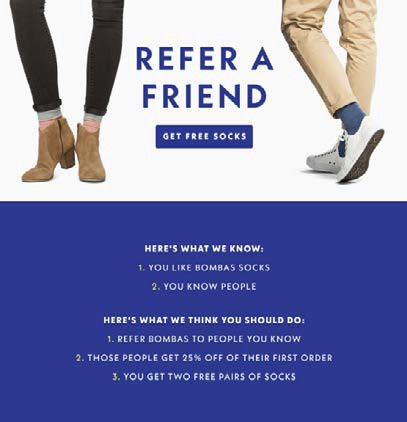 REFER A
FRIEND
GET FREE SOCKS
HERE'S WHAT WE KNOW:
1. YOU LIKE BOMBAS SOCKS
2. YOU KNOW PEOPLE
HERE'S WHAT WE THINK YOU SHOULD DO:
1. REFER BOMBAS TO PEOPLE YOU KNOW
2. THOSE PEOPLE GET 25% OFF OF THEIR FIRST ORDER
3. YOU GET TWO FREE PAIRS OF SOCKS